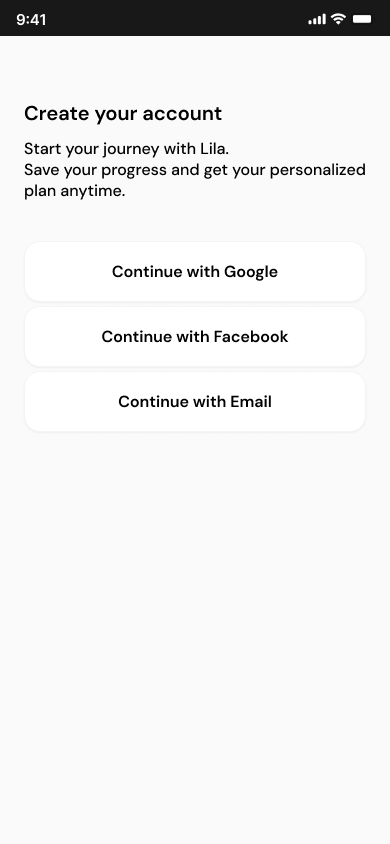 9:41
Create your account
Start your journey with Lila.
Save your progress and get your personalized
plan anytime.
Continue with Google
Continue with Facebook
Continue with Email